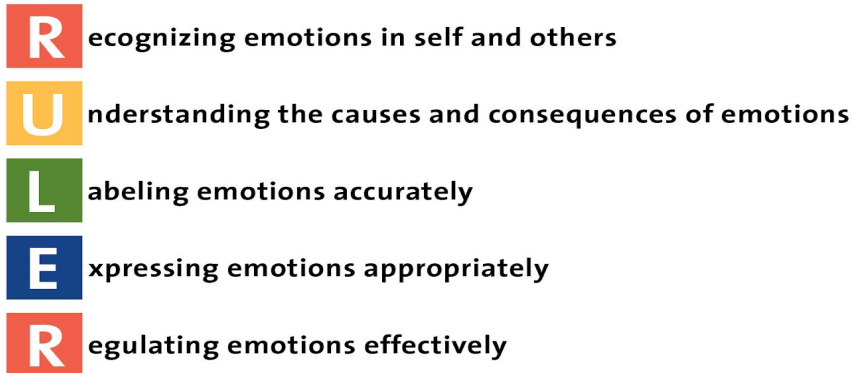 Recognizing emotions in self and others
Understanding the causes and consequences of emotions
Labeling emotions accurately
Expressing emotions appropriately
Regulating emotions effectively